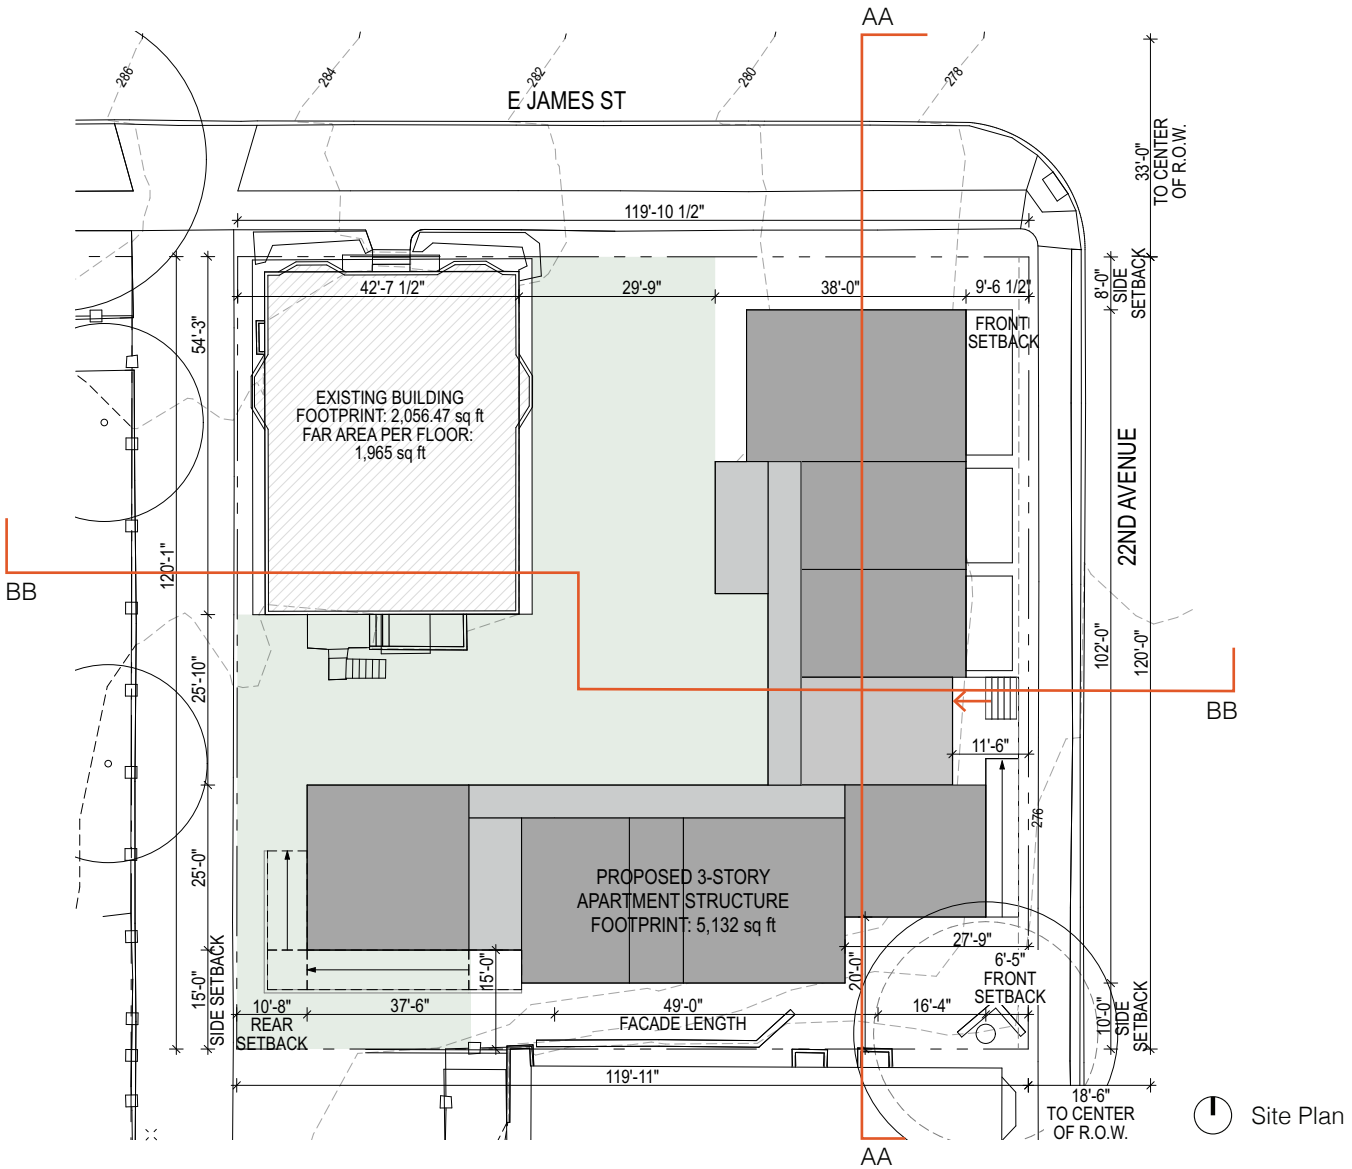 AA
286
284
282
280
278
E JAMES ST
33'-0"
TO CENTER
OF R.O.W.
119'-10 1/2"
42'-7 1/2"
29'-9"
38'-0"
9'-6 1/2"
8'-0"
SIDE
SETBACK
FRONT
SETBACK
54'-3"
EXISTING BUILDING
FOOTPRINT: 2,056.47 sq ft
FAR AREA PER FLOOR:
1,965 sq ft
22ND AVENUE
120'-1"
BB
25'-10"
102'-0"
120'-0"
BB
11'-6"
276
25'-0"
PROPOSED 3-STORY
APARTMENT STRUCTURE
FOOTPRINT: 5,132 sq ft
27'-9"
15'-0"
SIDE SETBACK
15'-0"
20'-0"
6'-5"
FRONT
SETBACK
10'-8"
REAR
SETBACK
37'-6"
49'-0"
FACADE LENGTH
16'-4"
10'-0"
SIDE
SETBACK
119'-11"
18'-6"
TO CENTER
OF R.O.W.
AA
Site Plan